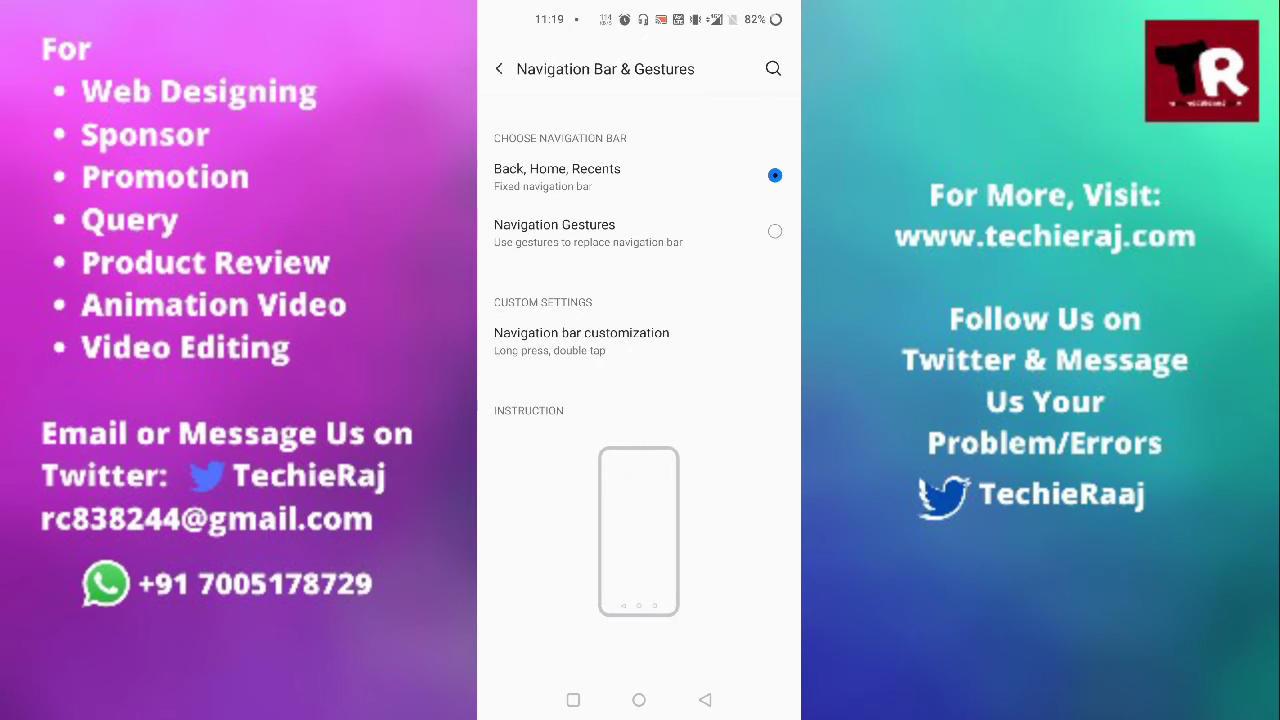 For
• Web Designing
• Sponsor
• Promotion
• Query
• Product Review
• Animation Video
• Video Editing
Email or Message Us on
Twitter: TechieRaj
rc838244@gmail.com
+91 7005178729
11:19 • 82%
Navigation Bar & Gestures
CHOOSE NAVIGATION BAR
Back, Home, Recents
Fixed navigation bar
Navigation Gestures
Use gestures to replace navigation bar
CUSTOM SETTINGS
Navigation bar customization
Long press, double tap
INSTRUCTION
TR
For More, Visit:
www.techieraj.com
Follow Us on
Twitter & Message
Us Your
Problem/Errors
TechieRaaj